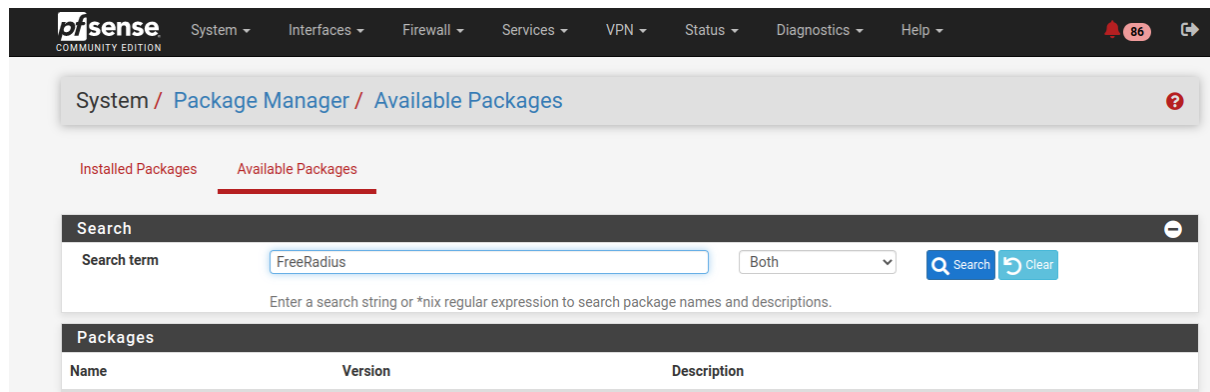 pfsense System Interfaces Firewall Services VPN Status Diagnostics Help 86
COMMUNITY EDITION
System / Package Manager / Available Packages
Installed Packages Available Packages
Search
Search term FreeRadius Both Search Clear
Enter a search string or *nix regular expression to search package names and descriptions.
Packages
Name Version Description